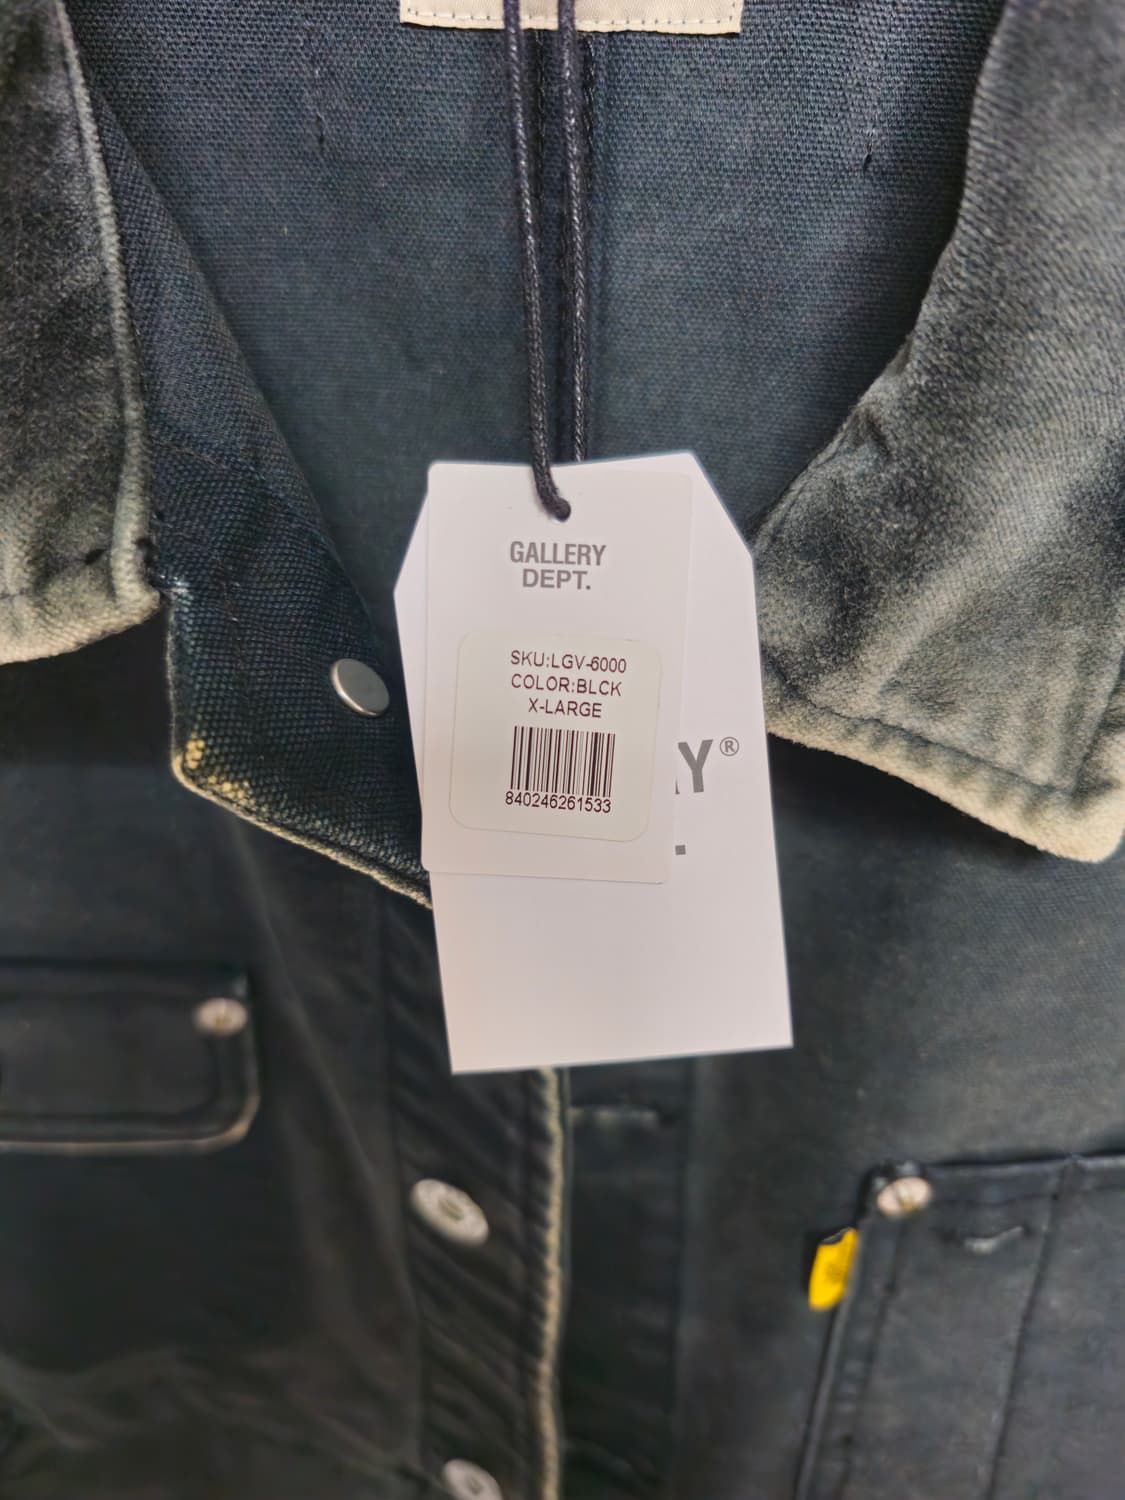 GALLERY
DEPT.
SKU:LGV-6000
COLOR:BLCK
X-LARGE
840246261533
Y®
.